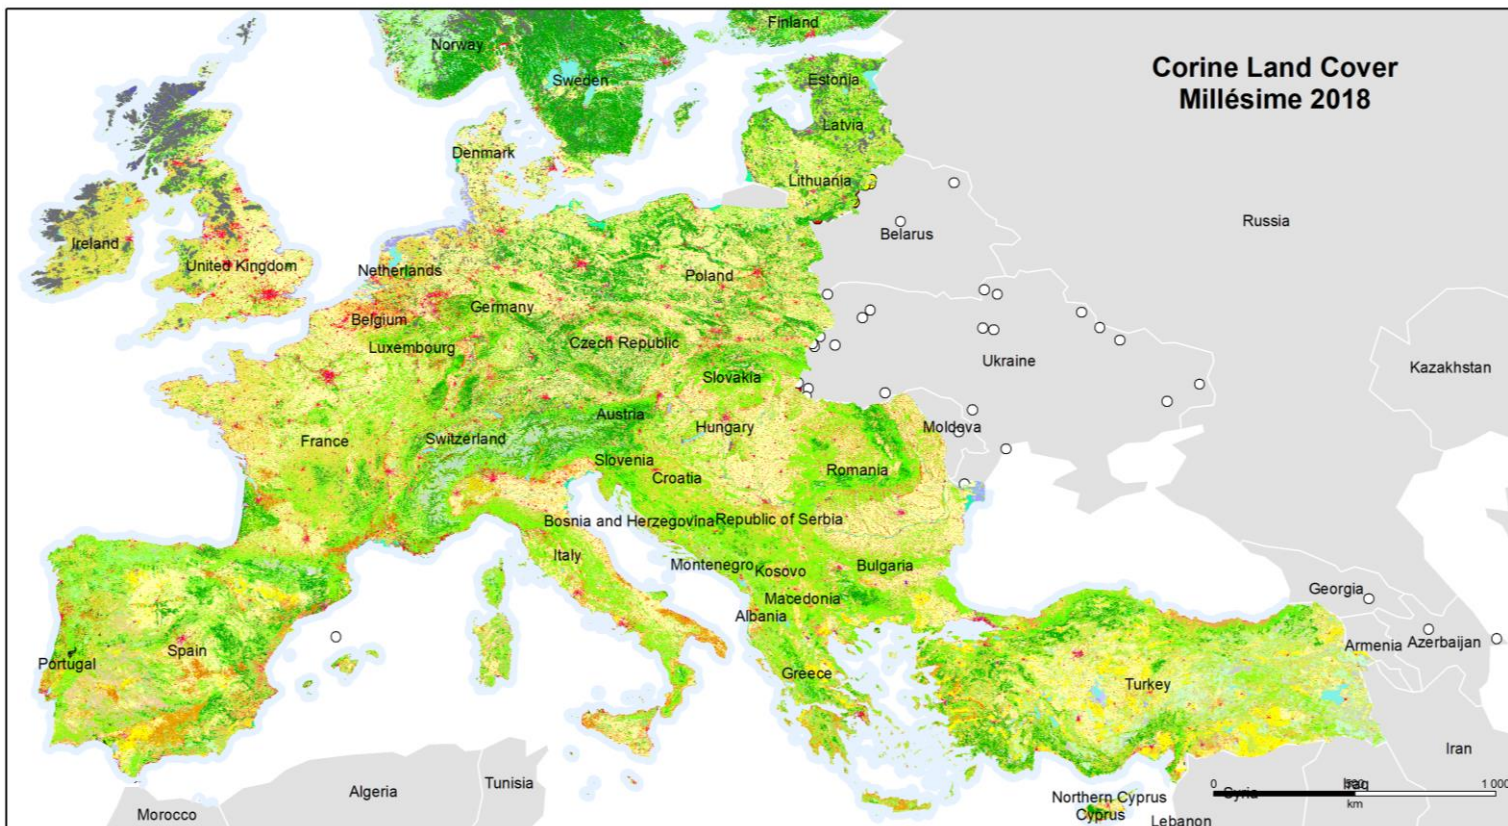 Finland
Norway
Corine Land Cover
Millésime 2018
Sweden
Estonia
Latvia
Denmark
Lithuania
Russia
Belarus
Ireland
United Kingdom
Netherlands
Poland
Germany
Belgium
Luxembourg
Czech Republic
Ukraine
Kazakhstan
Slovakia
Austria
Hungary
Moldova
France
Switzerland
Slovenia
Romania
Croatia
Bosnia and Herzegovina
Republic of Serbia
Italy
Montenegro
Kosovo
Bulgaria
Macedonia
Albania
Georgia
Armenia
Azerbaijan
Portugal
Spain
Greece
Turkey
Iran
Algeria
Tunisia
Morocco
Northern Cyprus
Cyprus
Lebanon
Syria
Iraq
0
500
1 000
km